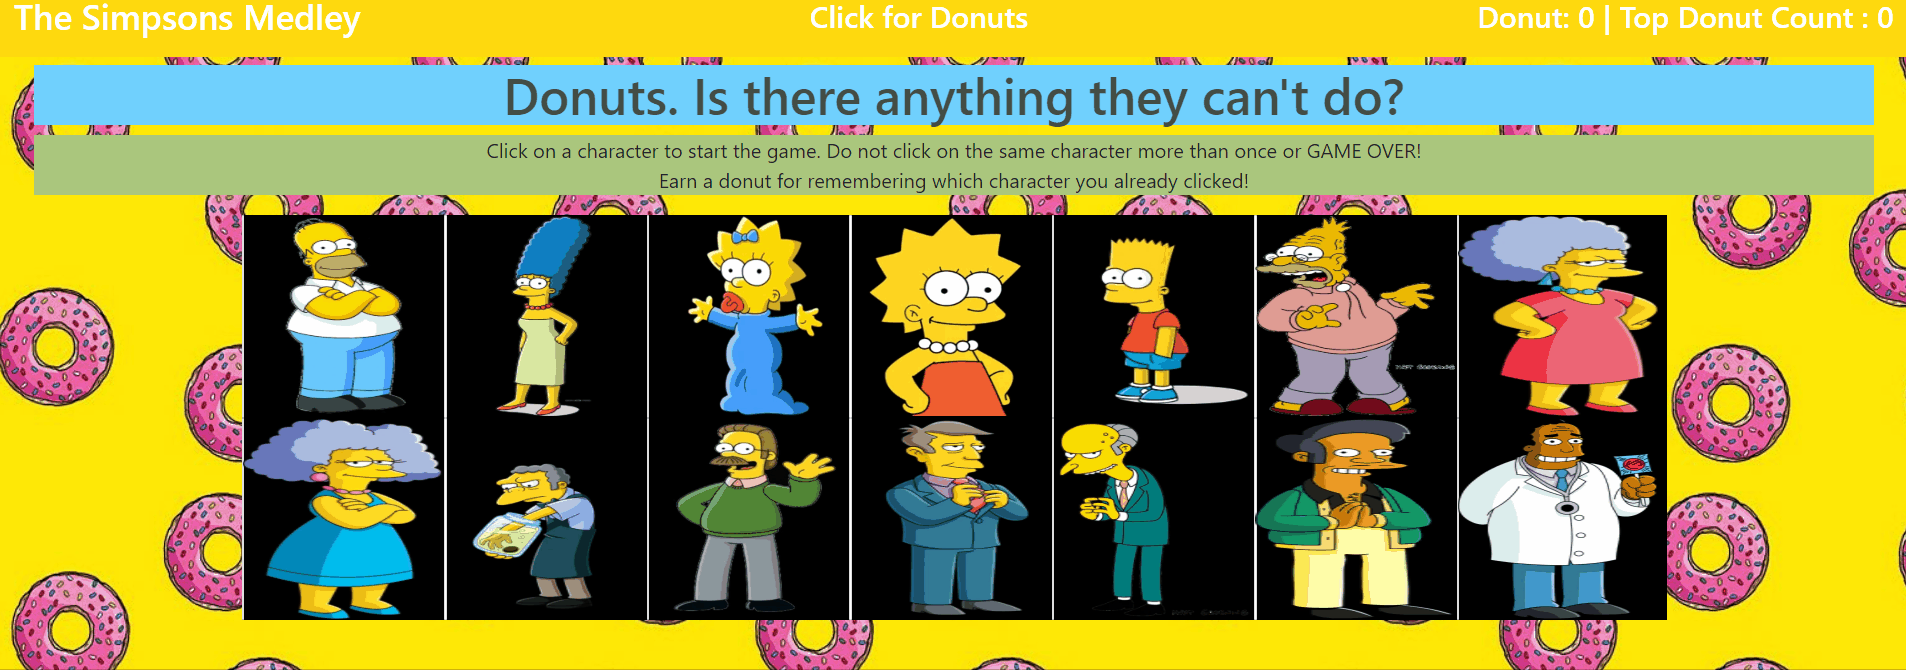 The Simpsons Medley
Click for Donuts
Donut: 0 | Top Donut Count : 0
Donuts. Is there anything they can't do?
Click on a character to start the game. Do not click on the same character more than once or GAME OVER!
Earn a donut for remembering which character you already clicked!